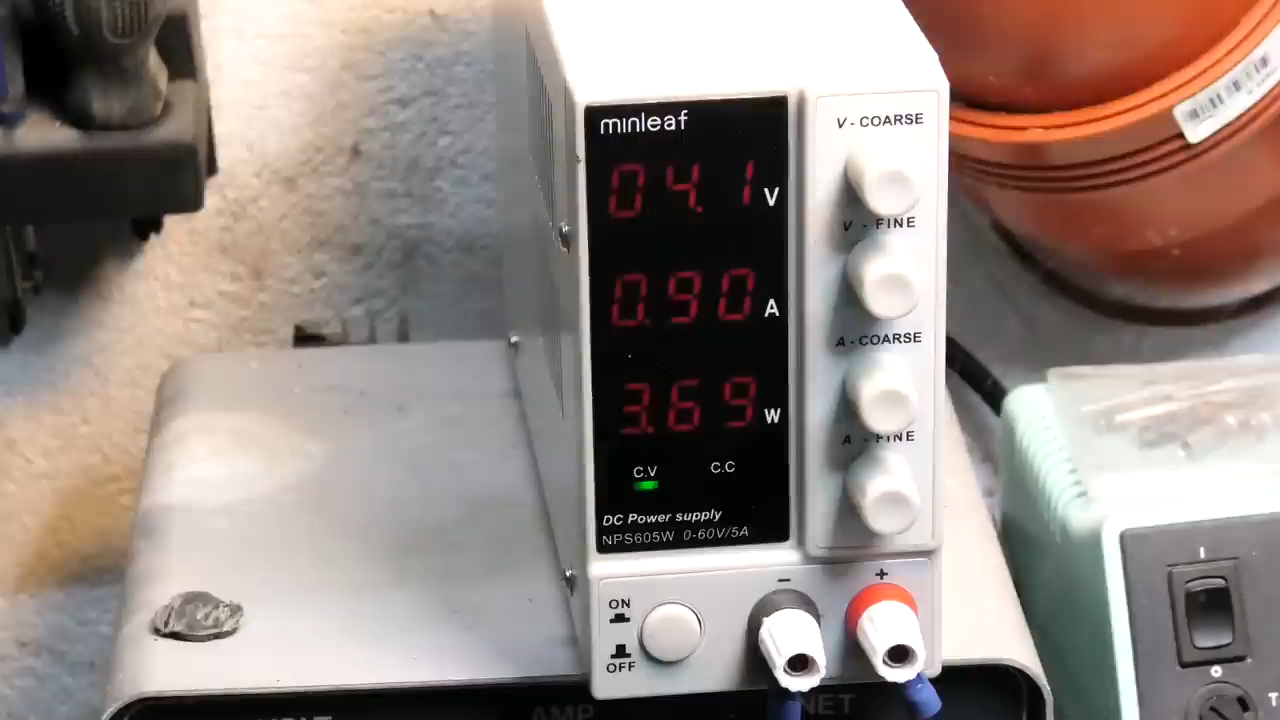 minleaf
04.1 V
0.90 A
3.69 W
C.V C.C
DC Power supply
NPS605W 0-60V/5A
V - COARSE
V - FINE
A - COARSE
A - FINE
ON
OFF
- +
AMP
I
O
T